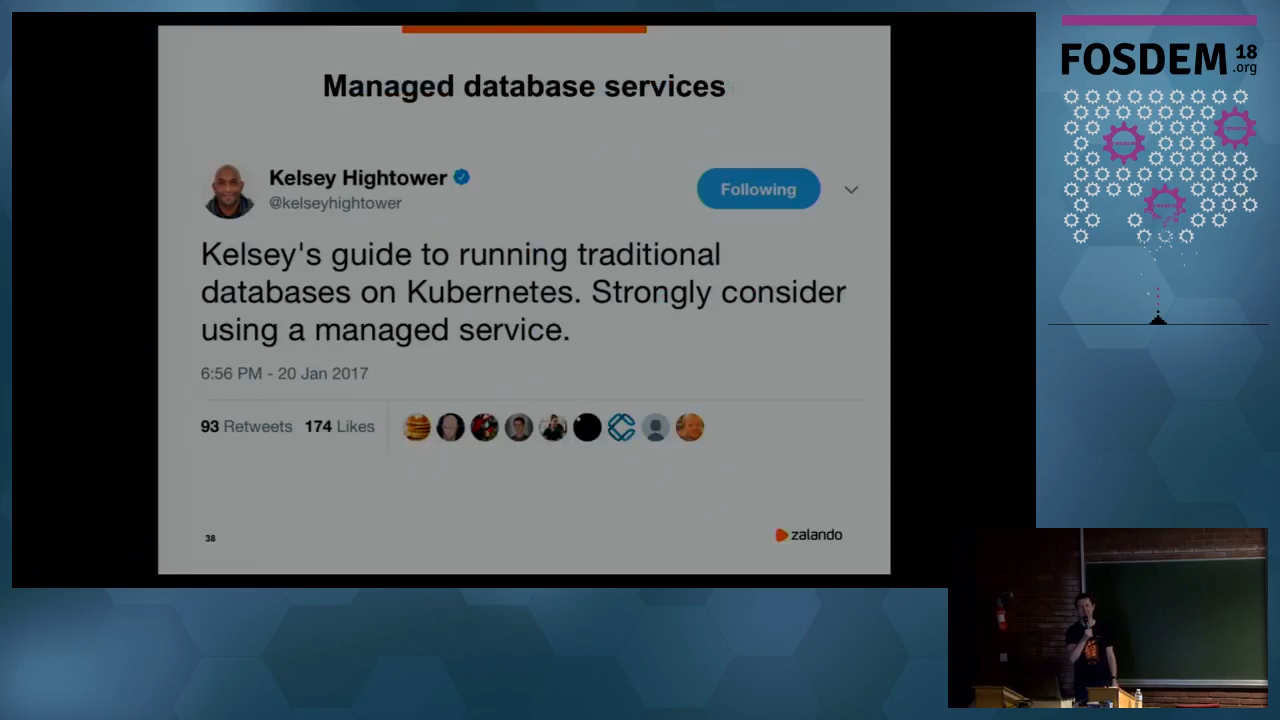 Managed database services
Kelsey Hightower
@kelseyhightower
Following
Kelsey's guide to running traditional
databases on Kubernetes. Strongly consider
using a managed service.
6:56 PM - 20 Jan 2017
93 Retweets 174 Likes
38
zalando
FOSDEM 18
.org